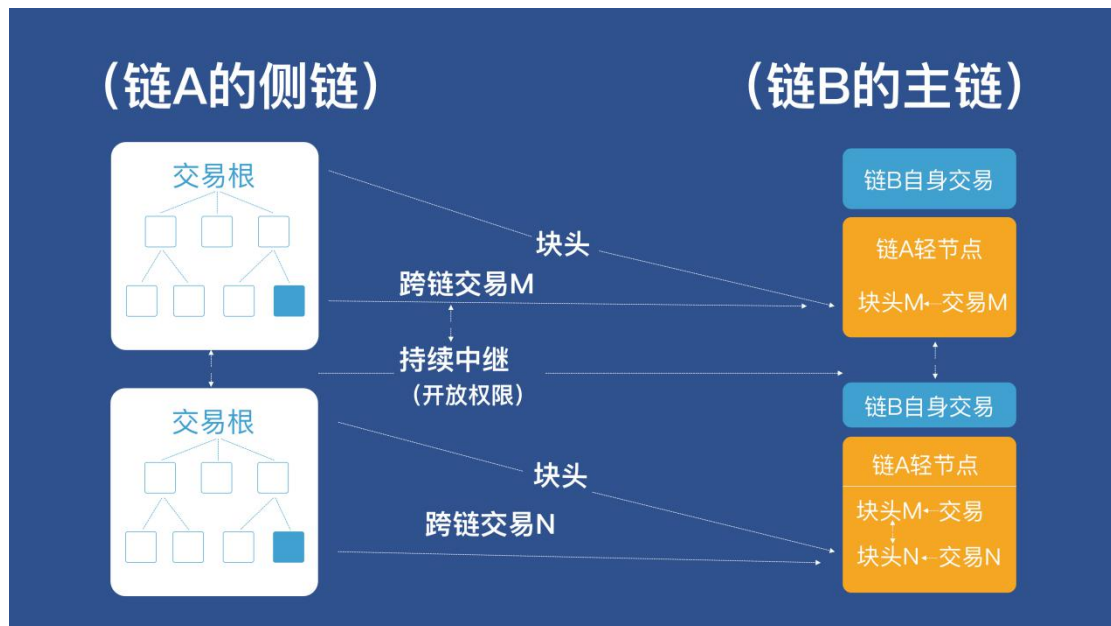 （链A的侧链）
（链B的主链）
交易根
块头
跨链交易M
持续中继
（开放权限）
链B自身交易
链A轻节点
块头M←交易M
交易根
块头
跨链交易N
链B自身交易
链A轻节点
块头M←交易
块头N←交易N